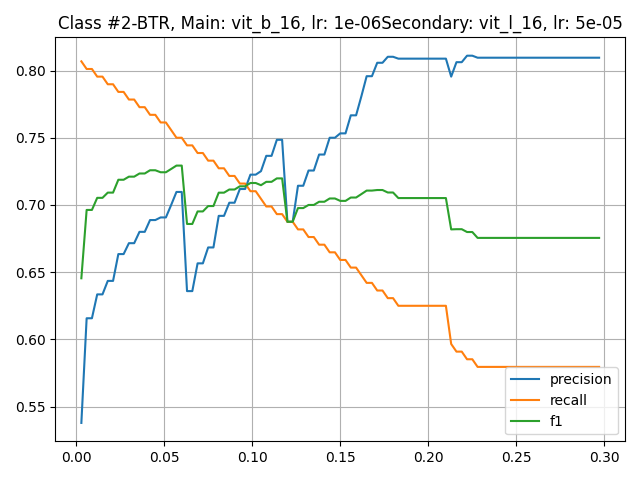 Class #2-BTR, Main: vit_b_16, lr: 1e-06Secondary: vit_l_16, lr: 5e-05
0.80
0.75
0.70
0.65
0.60
0.55
0.00 0.05 0.10 0.15 0.20 0.25 0.30
precision
recall
f1